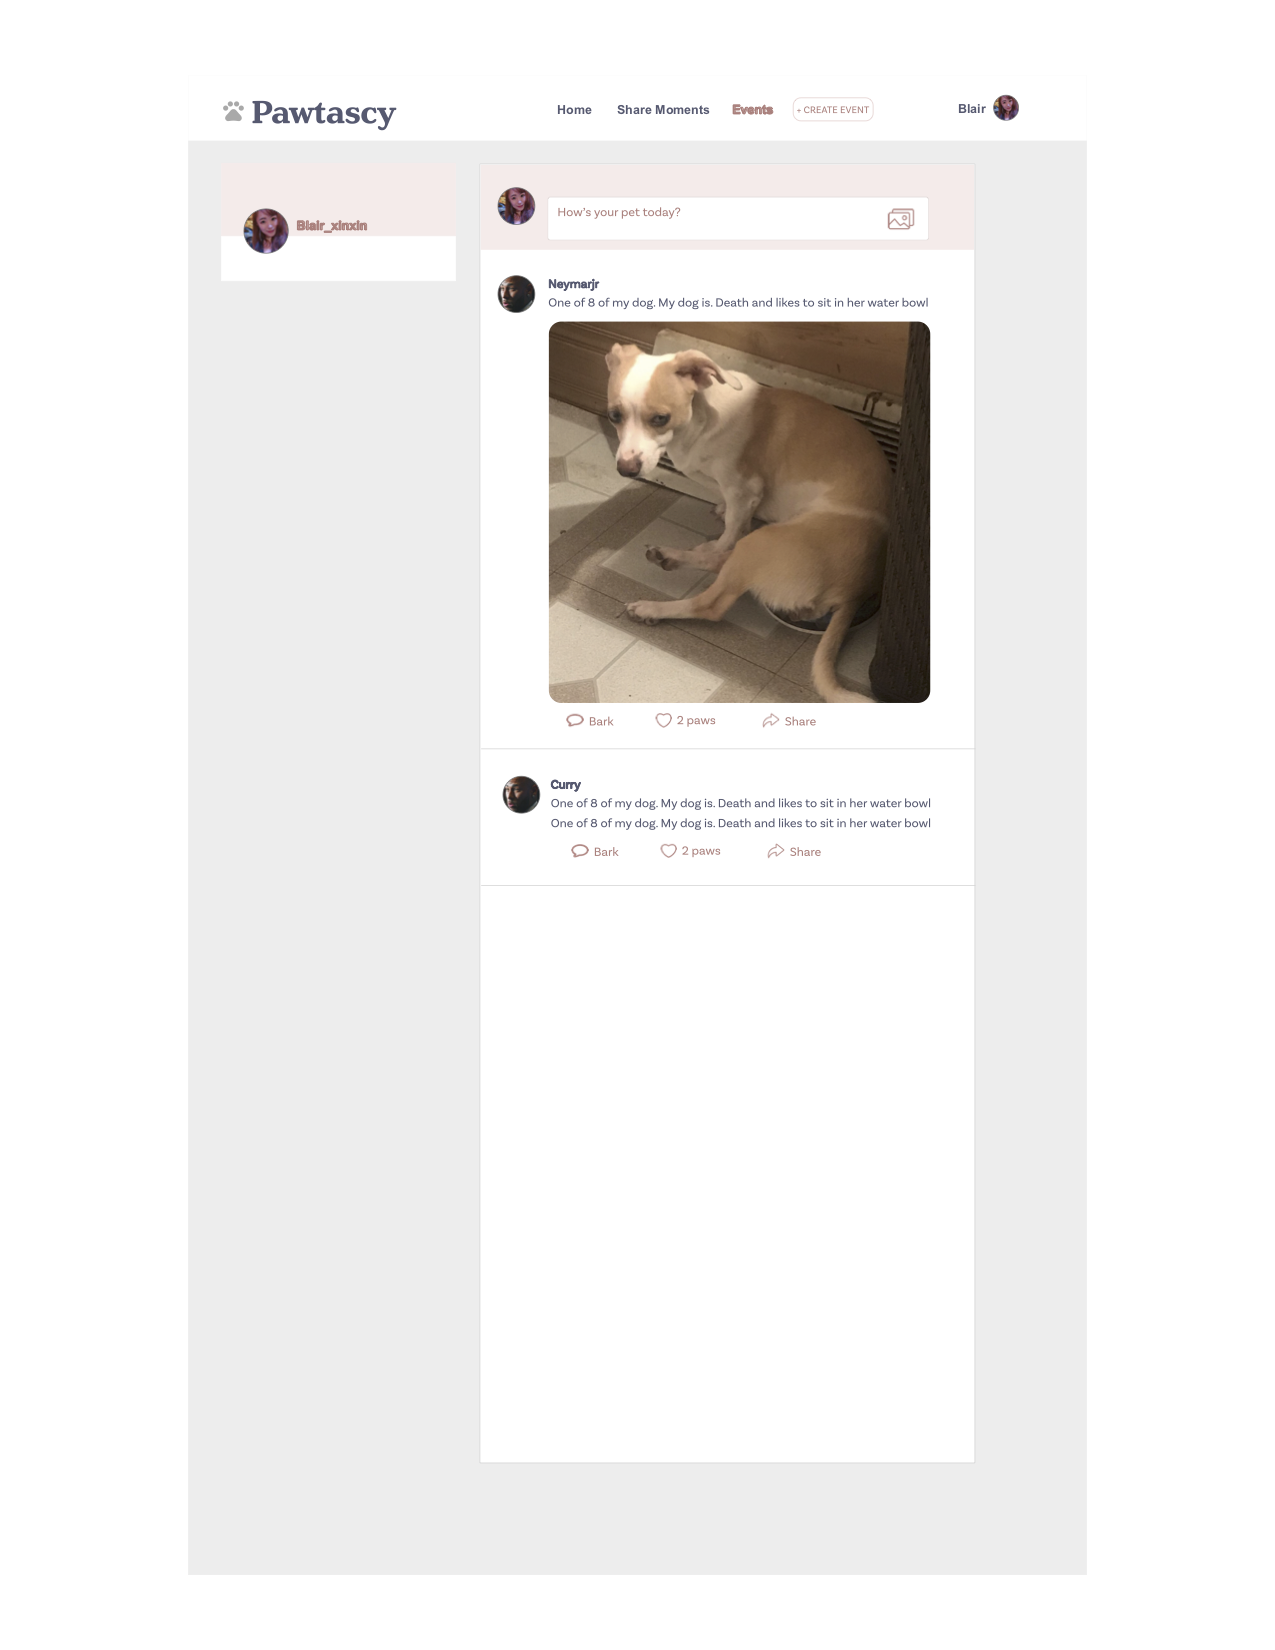 Pawtascy
Home
Share Moments
Events
+ CREATE EVENT
Blair
Blair_xinxin
How's your pet today?
Neymarjr
One of 8 of my dog. My dog is. Death and likes to sit in her water bowl
Bark
2 paws
Share
Curry
One of 8 of my dog. My dog is. Death and likes to sit in her water bowl
One of 8 of my dog. My dog is. Death and likes to sit in her water bowl
Bark
2 paws
Share